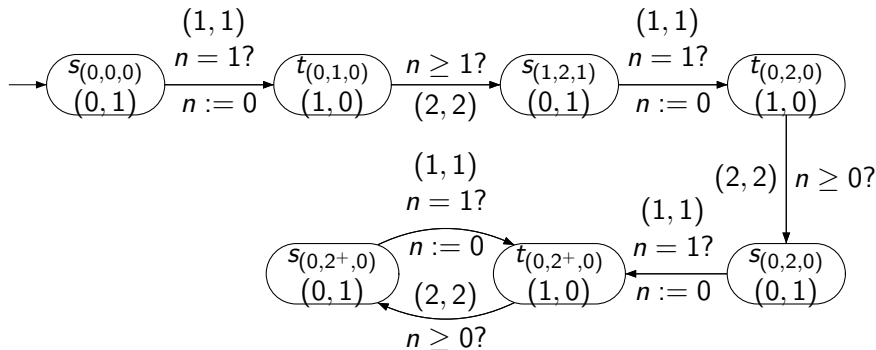 (1, 1)
n = 1?
n := 0
(1, 1)
n = 1?
n := 0
s(0,0,0)
(0, 1)
t(0,1,0)
(1, 0)
n ≥ 1?
(2, 2)
s(1,2,1)
(0, 1)
t(0,2,0)
(1, 0)
(2, 2)
n ≥ 0?
(1, 1)
n = 1?
n := 0
(1, 1)
n = 1?
n := 0
s(0,2⁺,0)
(0, 1)
(2, 2)
n ≥ 0?
t(0,2⁺,0)
(1, 0)
s(0,2,0)
(0, 1)